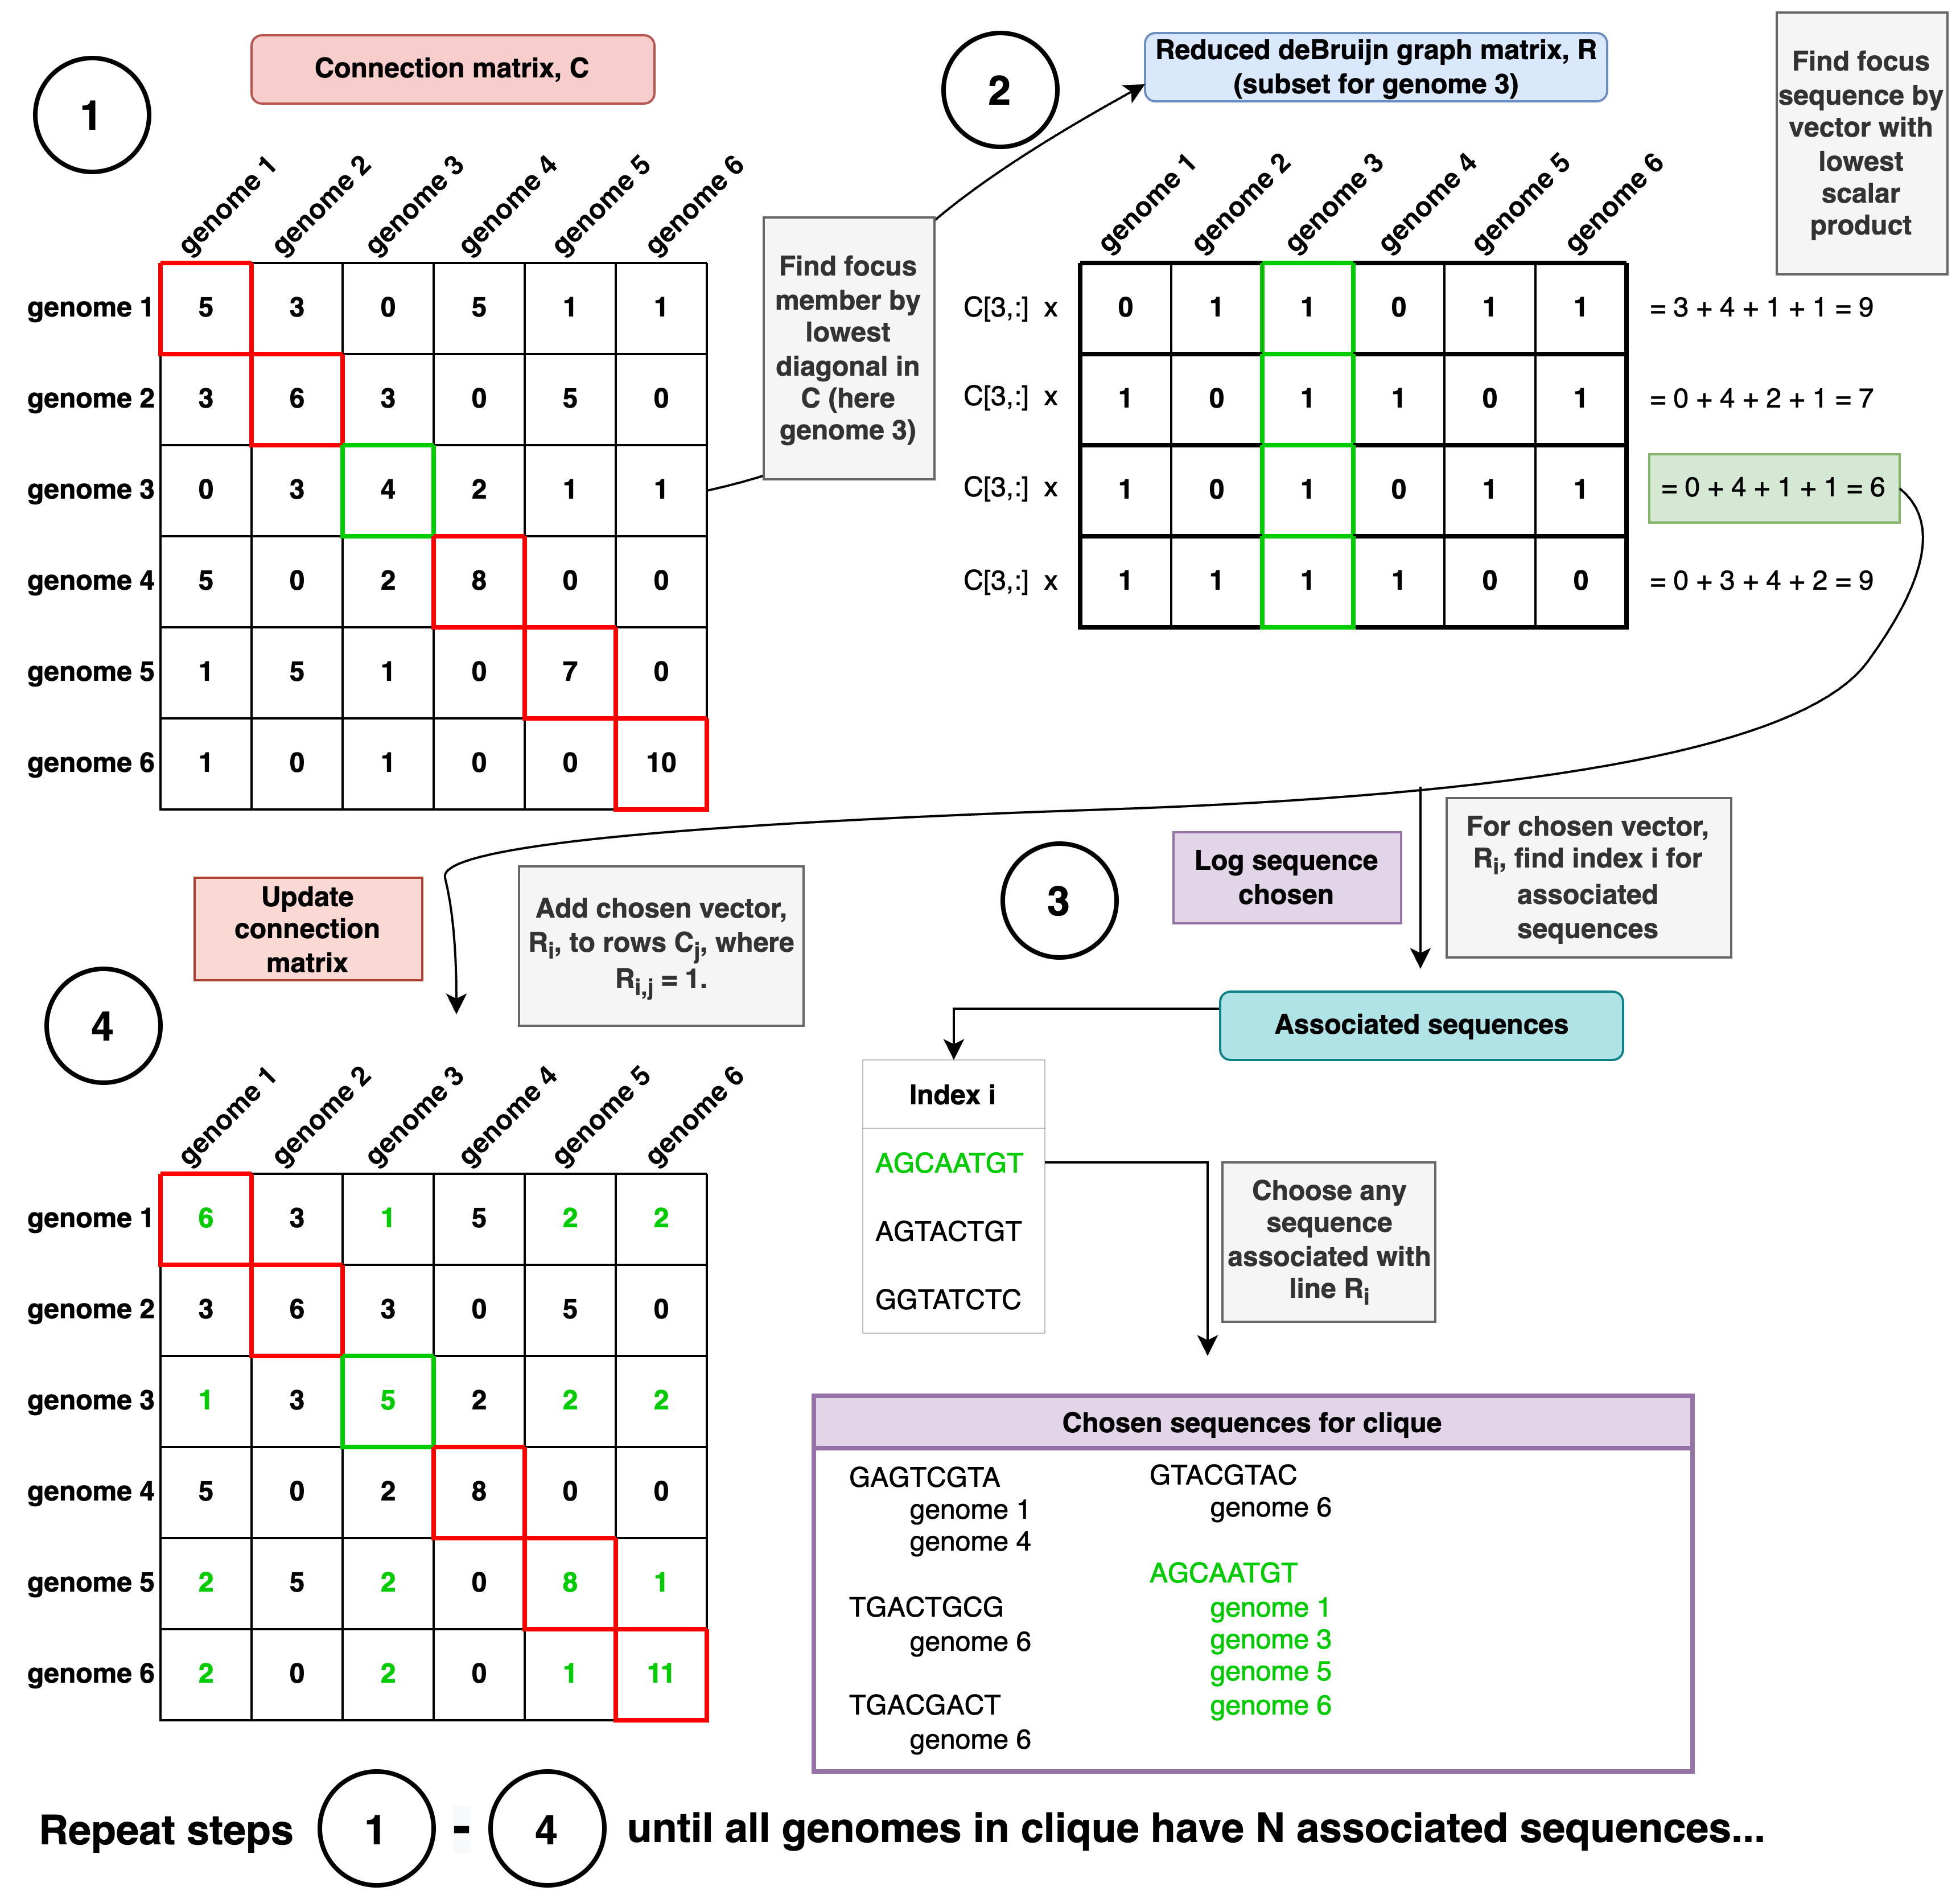 1
Connection matrix, C
genome 1
genome 2
genome 3
genome 4
genome 5
genome 6
genome 1 5 3 0 5 1 1
genome 2 3 6 3 0 5 0
genome 3 0 3 4 2 1 1
genome 4 5 0 2 8 0 0
genome 5 1 5 1 0 7 0
genome 6 1 0 1 0 0 10
Find focus
member by
lowest
diagonal in
C (here
genome 3)
2
Reduced deBruijn graph matrix, R
(subset for genome 3)
Find focus
sequence by
vector with
lowest
scalar
product
genome 1
genome 2
genome 3
genome 4
genome 5
genome 6
C[3,:] x 0 1 1 0 1 1 = 3 + 4 + 1 + 1 = 9
C[3,:] x 1 0 1 1 0 1 = 0 + 4 + 2 + 1 = 7
C[3,:] x 1 0 1 0 1 1 = 0 + 4 + 1 + 1 = 6
C[3,:] x 1 1 1 1 0 0 = 0 + 3 + 4 + 2 = 9
3
Log sequence
chosen
For chosen vector,
Ri, find index i for
associated
sequences
Associated sequences
Index i
AGCAATGT
AGTACTGT
GGTATCTC
Choose any
sequence
associated with
line Ri
Chosen sequences for clique
GAGTCGTA
genome 1
genome 4
TGACTGCG
genome 6
TGACGACT
genome 6
GTACGTAC
genome 6
AGCAATGT
genome 1
genome 3
genome 5
genome 6
4
Update
connection
matrix
Add chosen vector,
Ri, to rows Cj, where
Ri,j = 1.
genome 1
genome 2
genome 3
genome 4
genome 5
genome 6
genome 1 6 3 1 5 2 2
genome 2 3 6 3 0 5 0
genome 3 1 3 5 2 2 2
genome 4 5 0 2 8 0 0
genome 5 2 5 2 0 8 1
genome 6 2 0 2 0 1 11
Repeat steps 1 - 4 until all genomes in clique have N associated sequences...